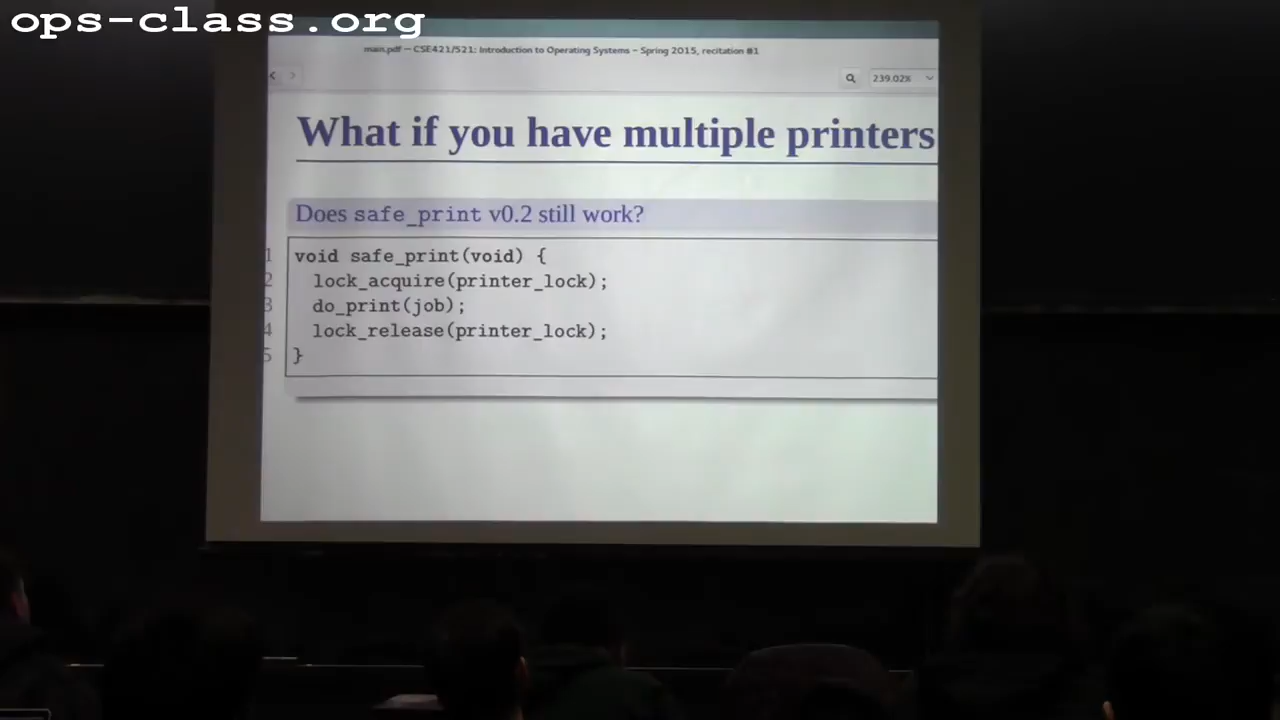 ops-class.org
main.pdf — CSE421/521: Introduction to Operating Systems - Spring 2015, recitation #1
239.02%
What if you have multiple printers
Does safe_print v0.2 still work?
1 void safe_print(void) {
2 lock_acquire(printer_lock);
3 do_print(job);
4 lock_release(printer_lock);
5 }